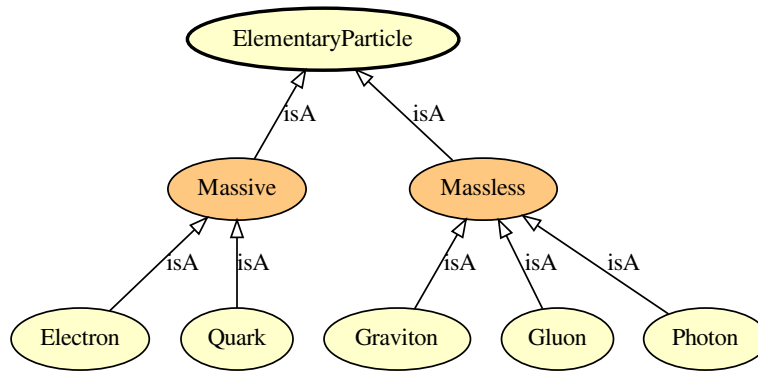 ElementaryParticle
isA
isA
Massive
Massless
isA
isA
isA
isA
isA
Electron
Quark
Graviton
Gluon
Photon